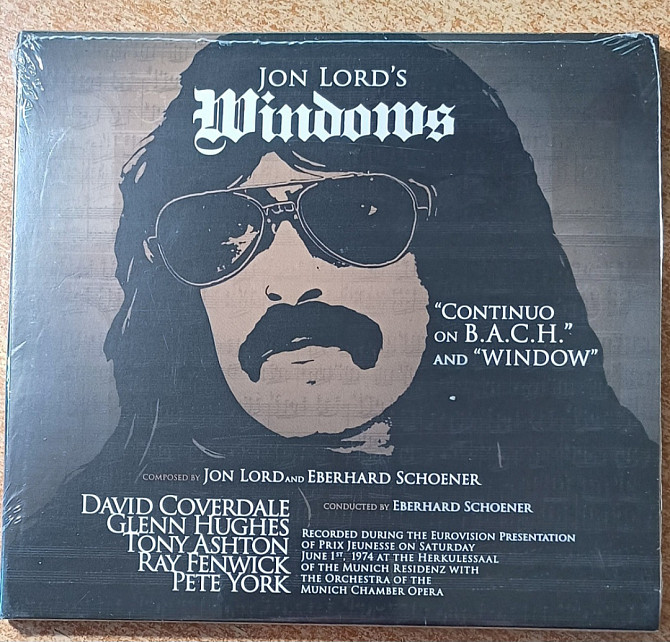 JON LORD'S
Windows
"CONTINUO
ON B.A.C.H."
AND "WINDOW"
COMPOSED BY JON LORD AND EBERHARD SCHOENER
DAVID COVERDALE
GLENN HUGHES
TONY ASHTON
RAY FENWICK
PETE YORK
CONDUCTED BY EBERHARD SCHOENER
RECORDED DURING THE EUROVISION PRESENTATION
OF PRIX JEUNESSE ON SATURDAY
JUNE 1ST, 1974 AT THE HERKULESSAAL
OF THE MUNICH RESIDENZ WITH
THE ORCHESTRA OF THE
MUNICH CHAMBER OPERA